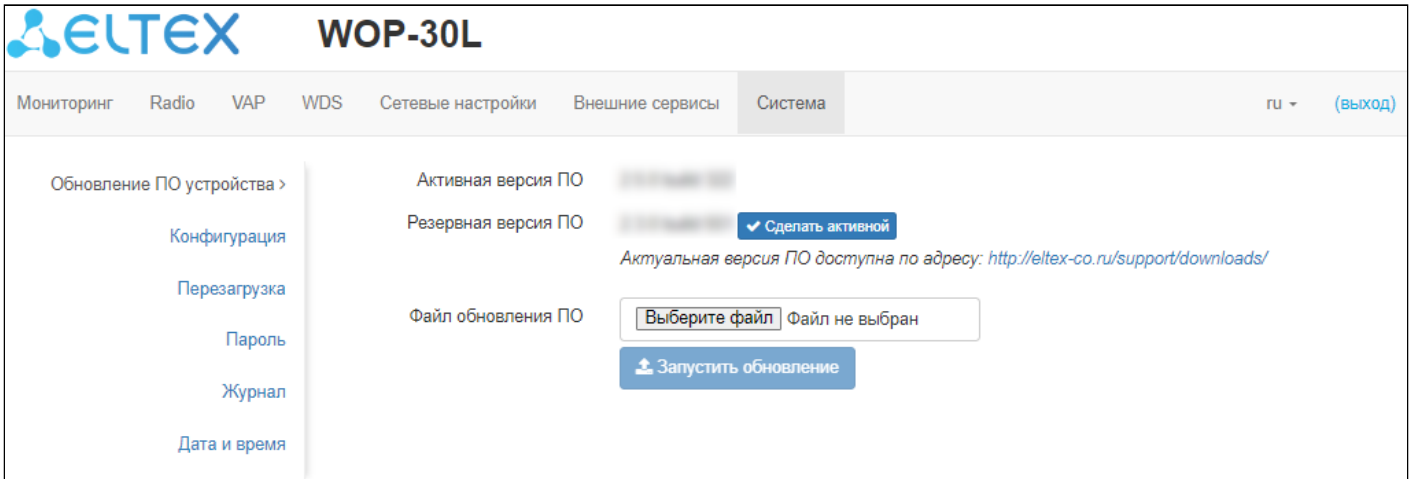 ELTEX WOP-30L
Мониторинг Radio VAP WDS Сетевые настройки Внешние сервисы Система ru (выход)
Обновление ПО устройства >
Конфигурация
Перезагрузка
Пароль
Журнал
Дата и время
Активная версия ПО
Резервная версия ПО Сделать активной
Актуальная версия ПО доступна по адресу: http://eltex-co.ru/support/downloads/
Файл обновления ПО Выберите файл Файл не выбран
Запустить обновление